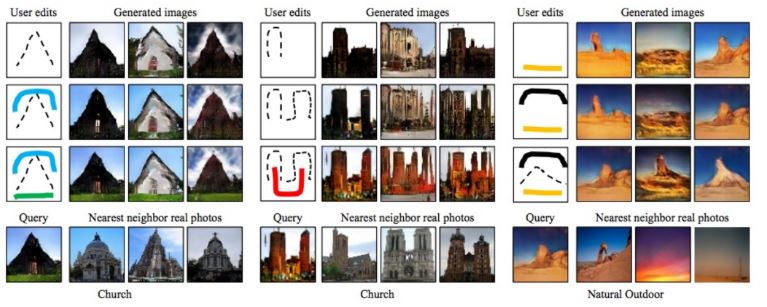 User edits Generated images User edits Generated images User edits Generated images
Query Nearest neighbor real photos Query Nearest neighbor real photos Query Nearest neighbor real photos
Church Church Natural Outdoor